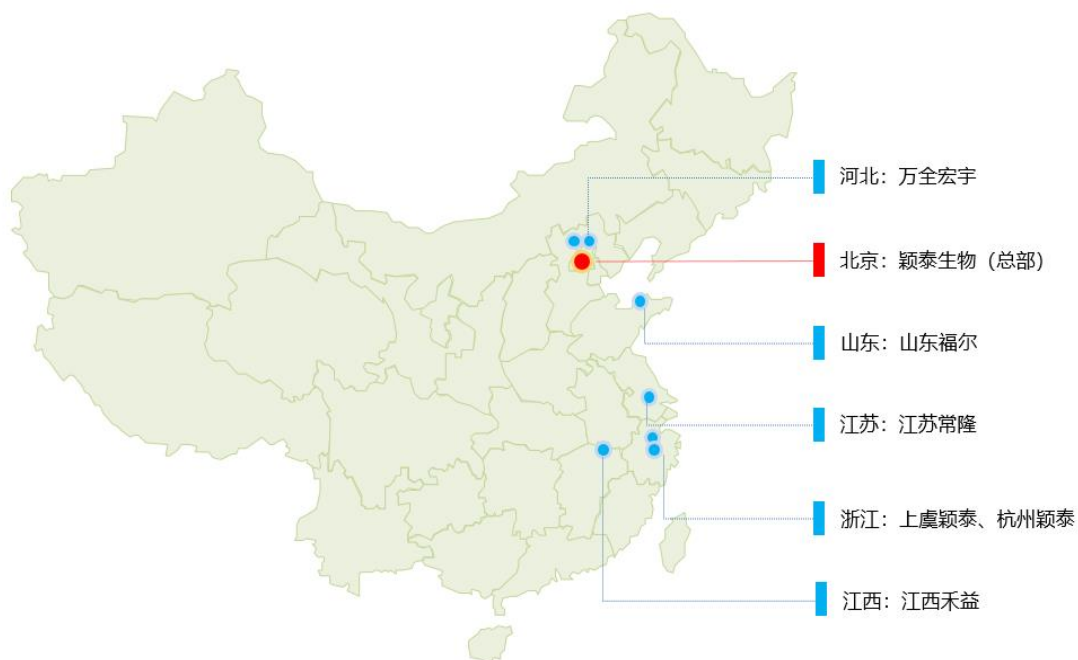 河北：万全宏宇
北京：颖泰生物（总部）
山东：山东福尔
江苏：江苏常隆
浙江：上虞颖泰、杭州颖泰
江西：江西禾益